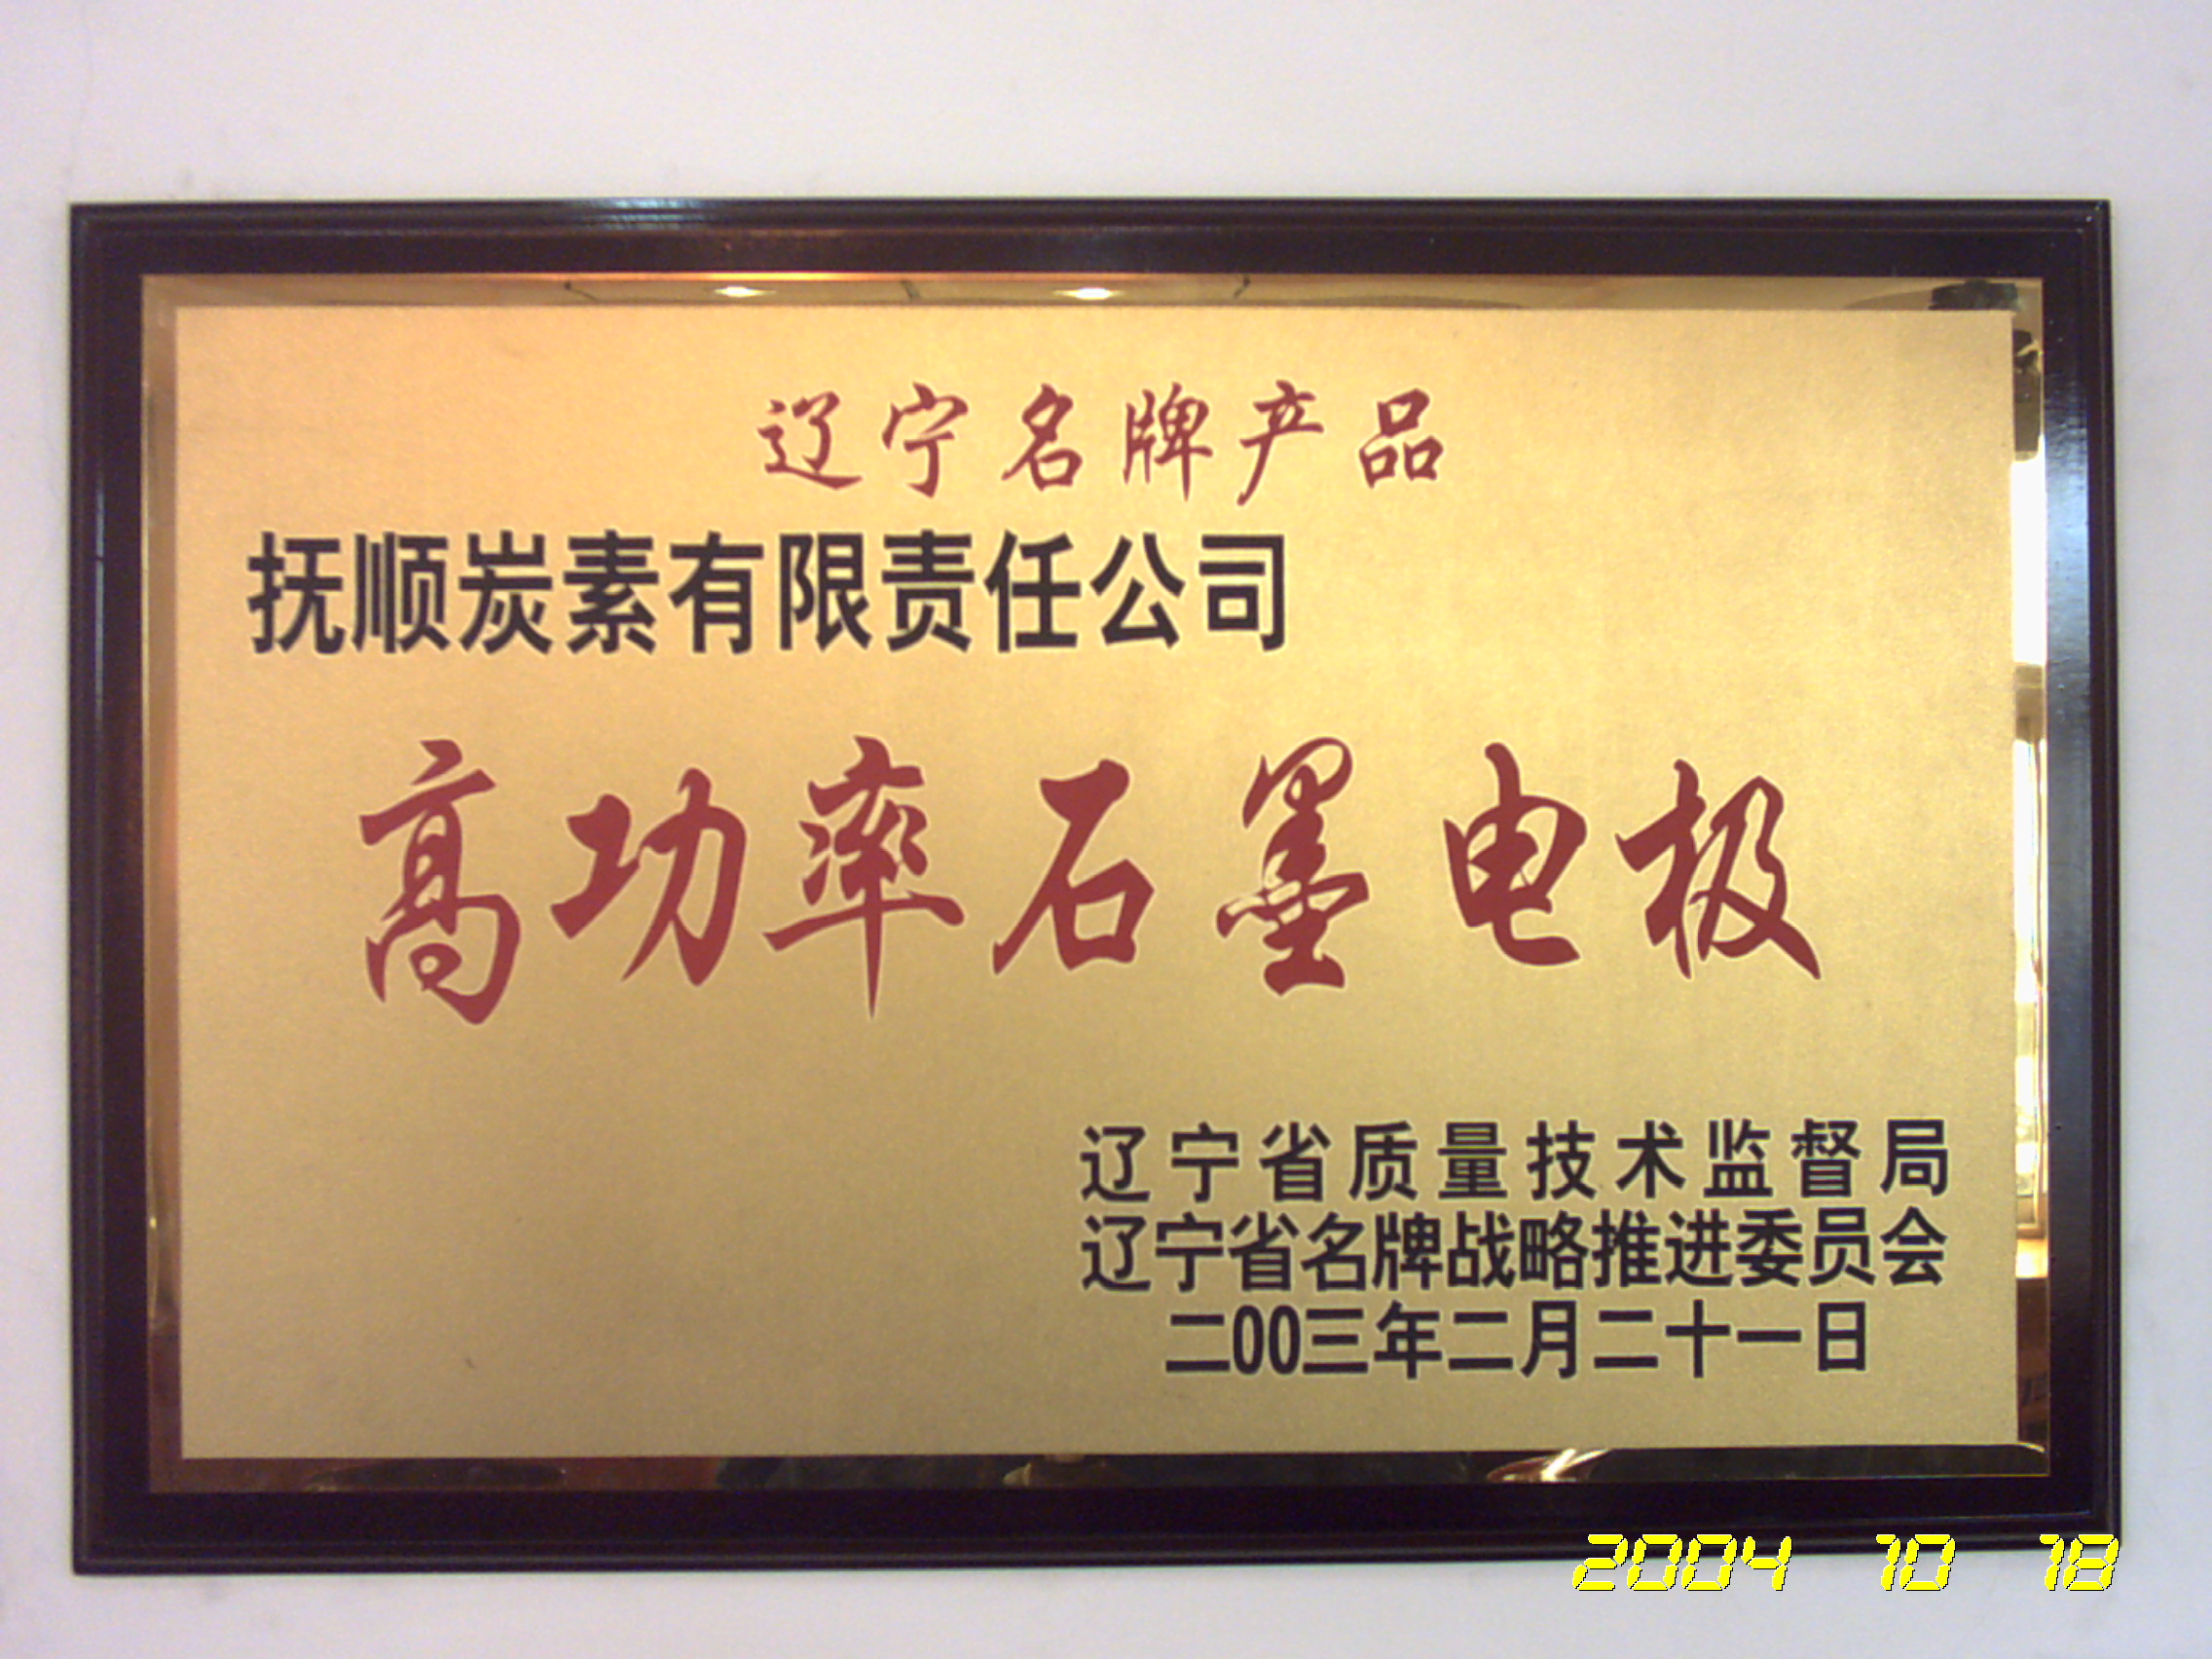 辽宁名牌产品
抚顺炭素有限责任公司
高功率石墨电极
辽宁省质量技术监督局
辽宁省名牌战略推进委员会
二00三年二月二十一日
2004 10 18